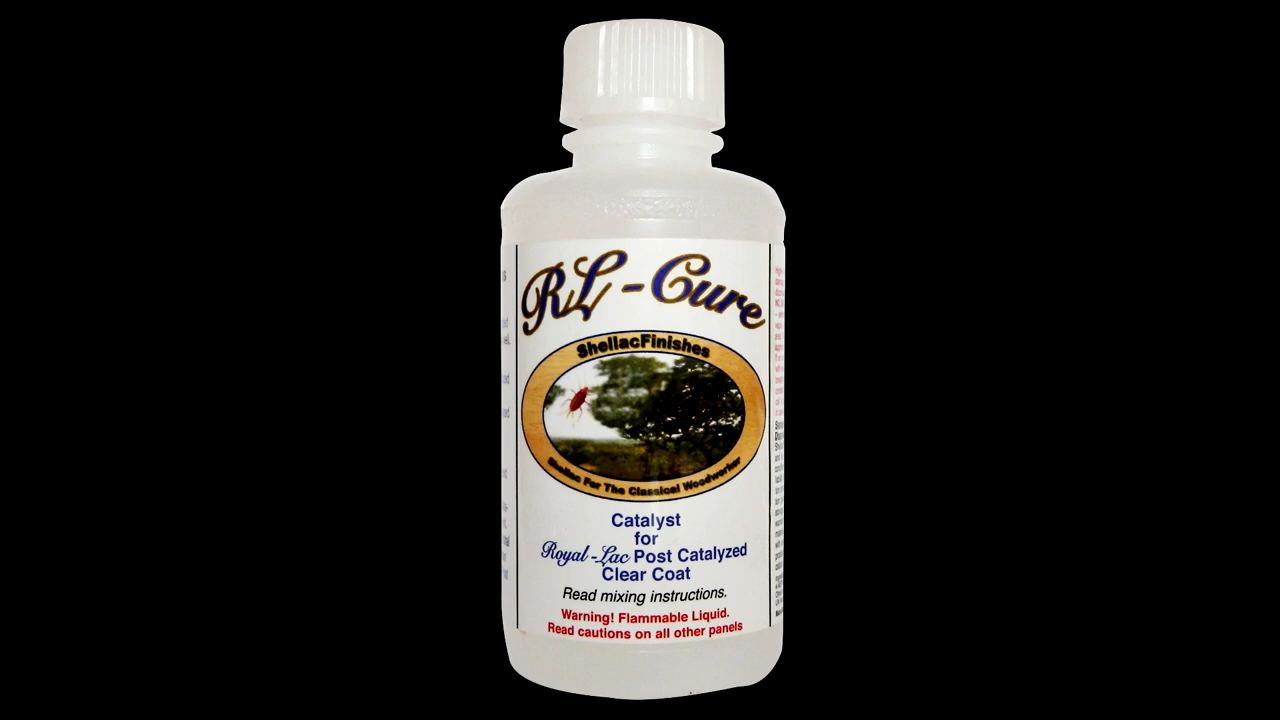 RL-Cure
ShellacFinishes
Shellac For The Classical Woodworker
Catalyst
for
Royal-Lac Post Catalyzed
Clear Coat
Read mixing instructions.
Warning! Flammable Liquid.
Read cautions on all other panels